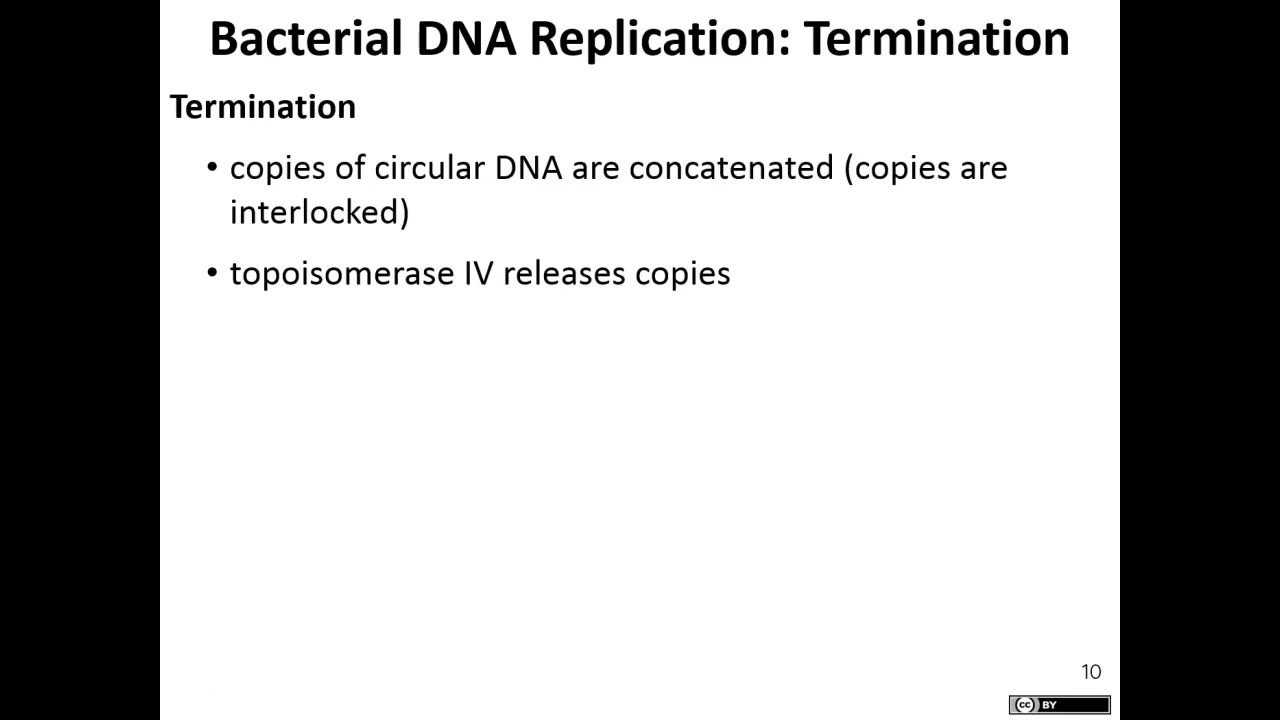 Bacterial DNA Replication: Termination
Termination
• copies of circular DNA are concatenated (copies are
interlocked)
• topoisomerase IV releases copies
10
cc BY